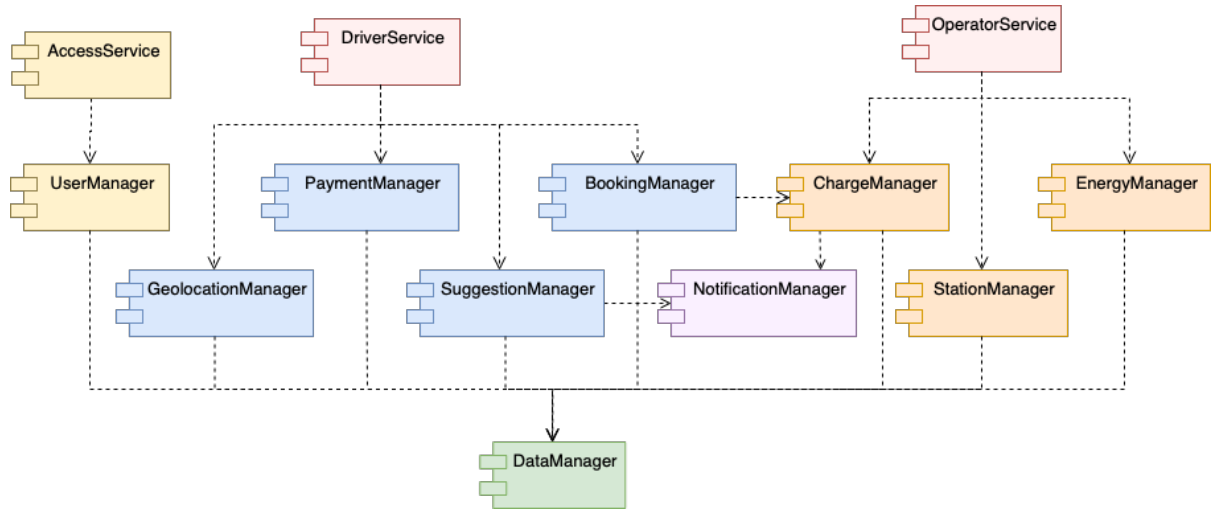 AccessService
DriverService
OperatorService
UserManager
PaymentManager
BookingManager
ChargeManager
EnergyManager
GeolocationManager
SuggestionManager
NotificationManager
StationManager
DataManager